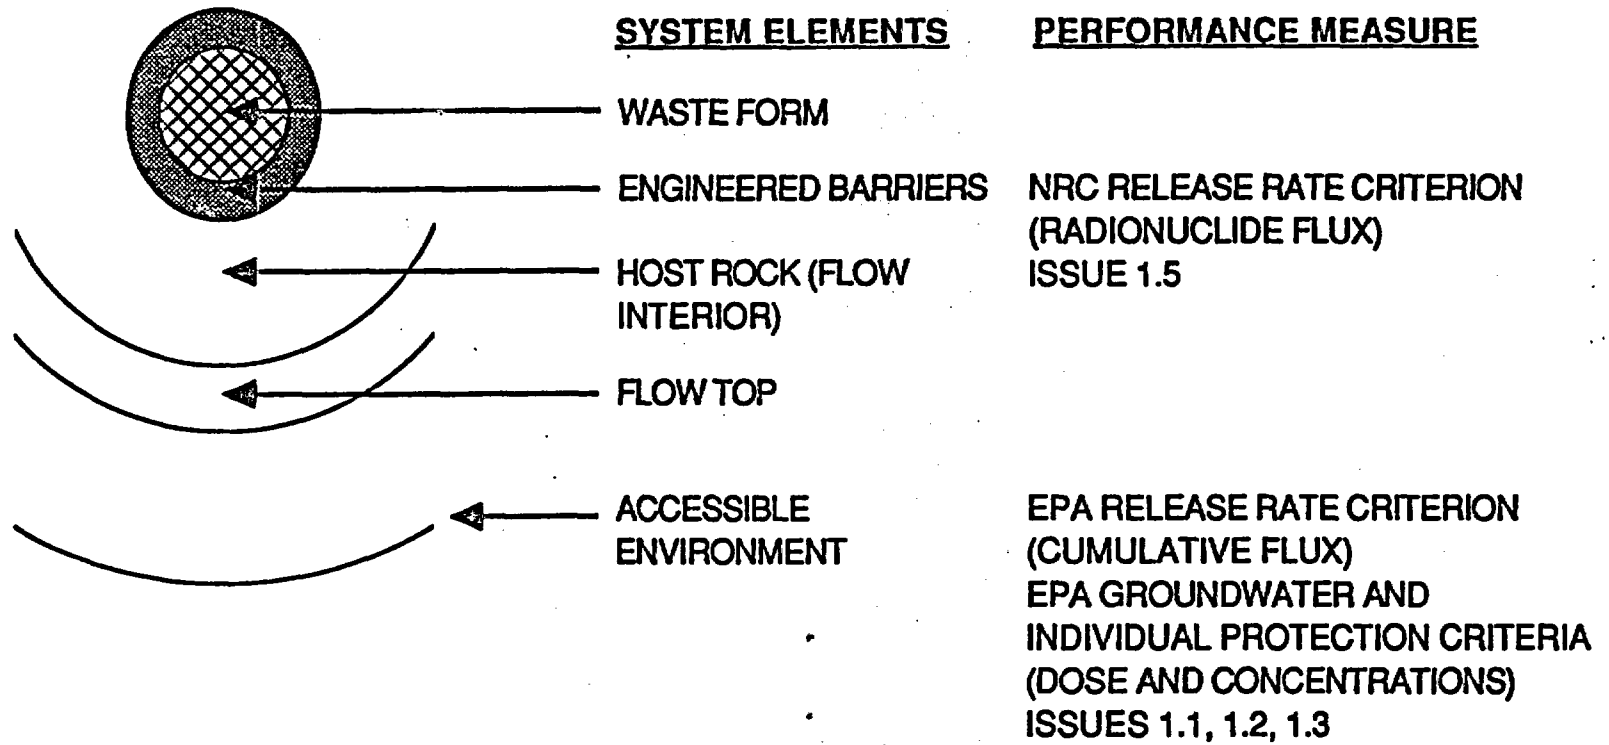 SYSTEM ELEMENTS PERFORMANCE MEASURE
WASTE FORM
ENGINEERED BARRIERS NRC RELEASE RATE CRITERION
(RADIONUCLIDE FLUX)
HOST ROCK (FLOW ISSUE 1.5
INTERIOR)
FLOW TOP
ACCESSIBLE EPA RELEASE RATE CRITERION
ENVIRONMENT (CUMULATIVE FLUX)
EPA GROUNDWATER AND
INDIVIDUAL PROTECTION CRITERIA
(DOSE AND CONCENTRATIONS)
ISSUES 1.1, 1.2, 1.3